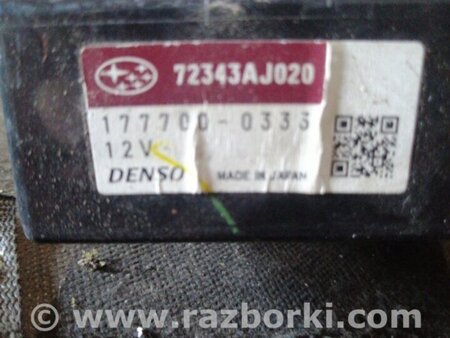 72343AJ020
177700-0333
12V
DENSO MADE IN JAPAN
© www.razborki.com